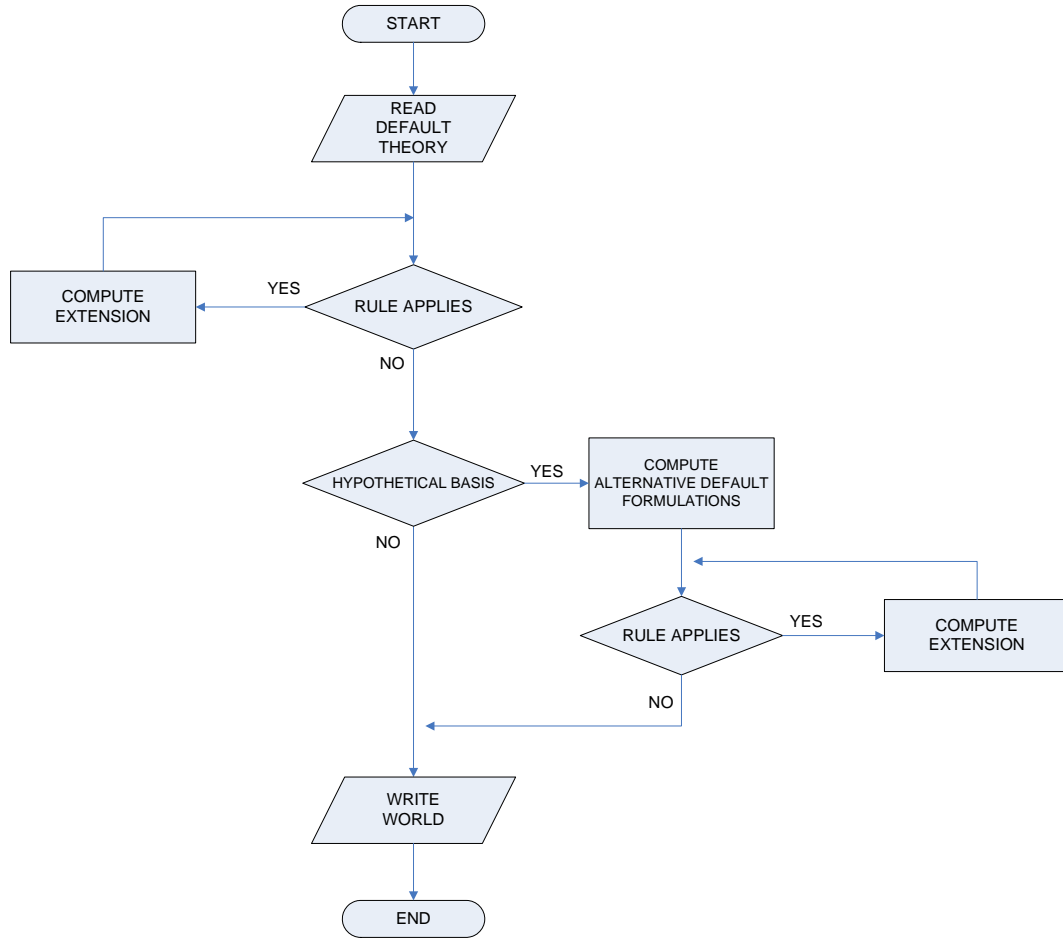 START
READ
DEFAULT
THEORY
YES
RULE APPLIES
COMPUTE
EXTENSION
NO
HYPOTHETICAL BASIS
YES
COMPUTE
ALTERNATIVE DEFAULT
FORMULATIONS
NO
RULE APPLIES
YES
COMPUTE
EXTENSION
NO
WRITE
WORLD
END